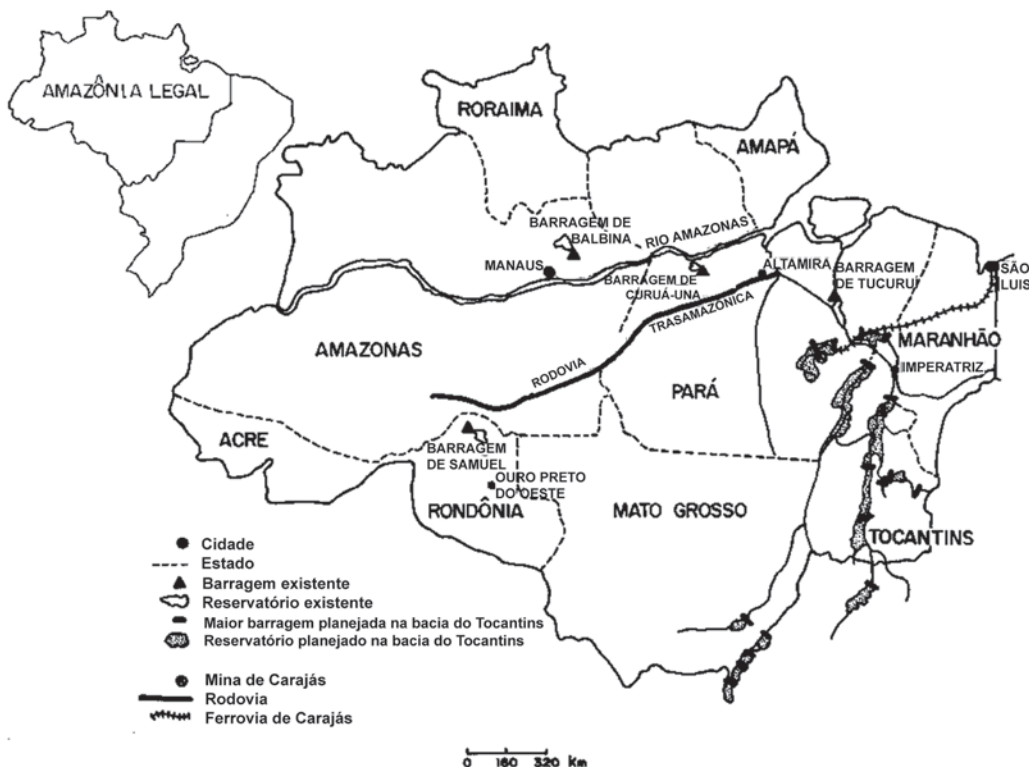 AMAZÔNIA LEGAL
RORAIMA
AMAPÁ
BARRAGEM DE
BALBINA
RIO AMAZONAS
MANAUS
ALTAMIRA
BARRAGEM
DE TUCURUÍ
SÃO
LUIS
BARRAGEM DE
CURUÁ-UNA
TRASAMAZÔNICA
RODOVIA
MARANHÃO
IMPERATRIZ
AMAZONAS
PARÁ
ACRE
BARRAGEM
DE SAMUEL
OURO PRETO
DO OESTE
RONDÔNIA
MATO GROSSO
TOCANTINS
Cidade
Estado
Barragem existente
Reservatório existente
Maior barragem planejada na bacia do Tocantins
Reservatório planejado na bacia do Tocantins
Mina de Carajás
Rodovia
Ferrovia de Carajás
0 160 320 km